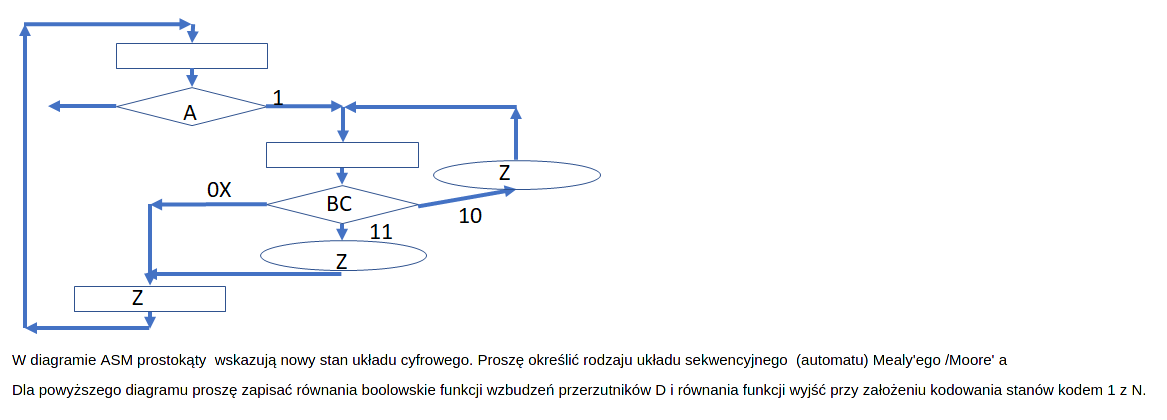 1
A
Z
0X
BC
10
11
Z
Z
W diagramie ASM prostokąty wskazują nowy stan układu cyfrowego. Proszę określić rodzaju układu sekwencyjnego (automatu) Mealy'ego /Moore' a
Dla powyższego diagramu proszę zapisać równania boolowskie funkcji wzbudzeń przerzutników D i równania funkcji wyjść przy założeniu kodowania stanów kodem 1 z N.